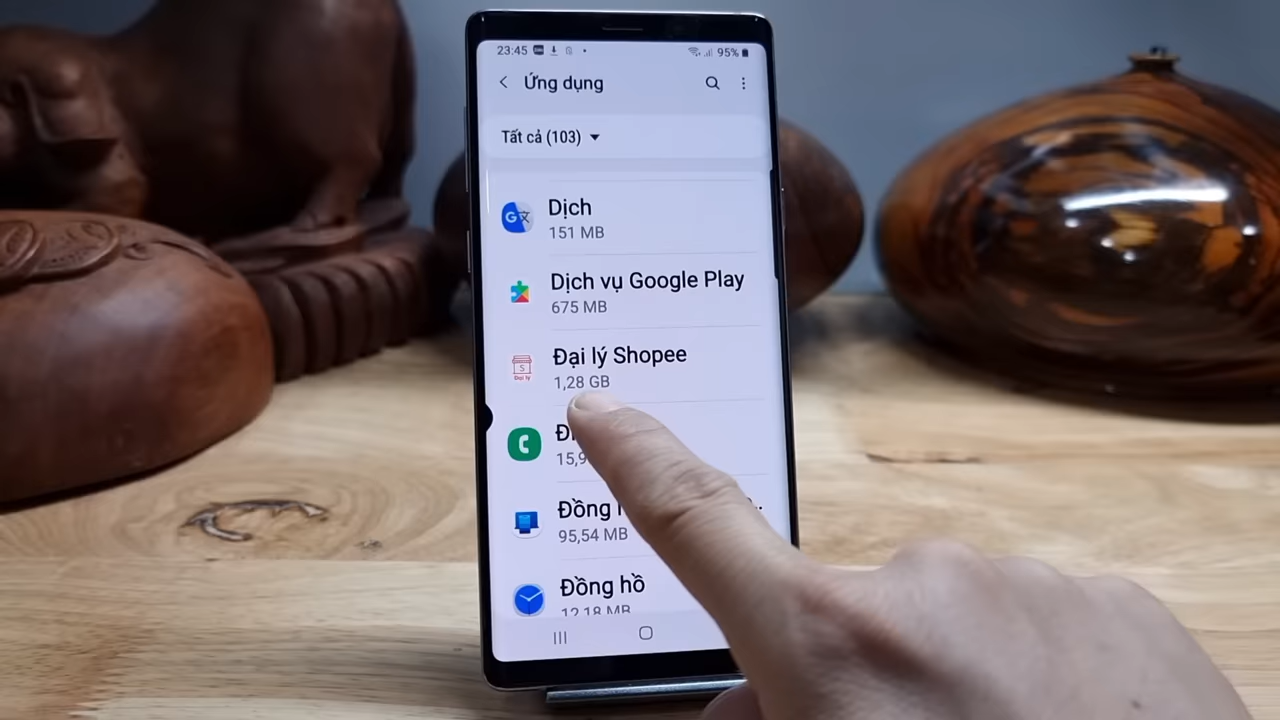 23:45
95%
Ứng dụng
Tất cả (103)
Dịch
151 MB
Dịch vụ Google Play
675 MB
Đại lý Shopee
1,28 GB
Đồng
95,54 MB
Đồng hồ
12,18 MB